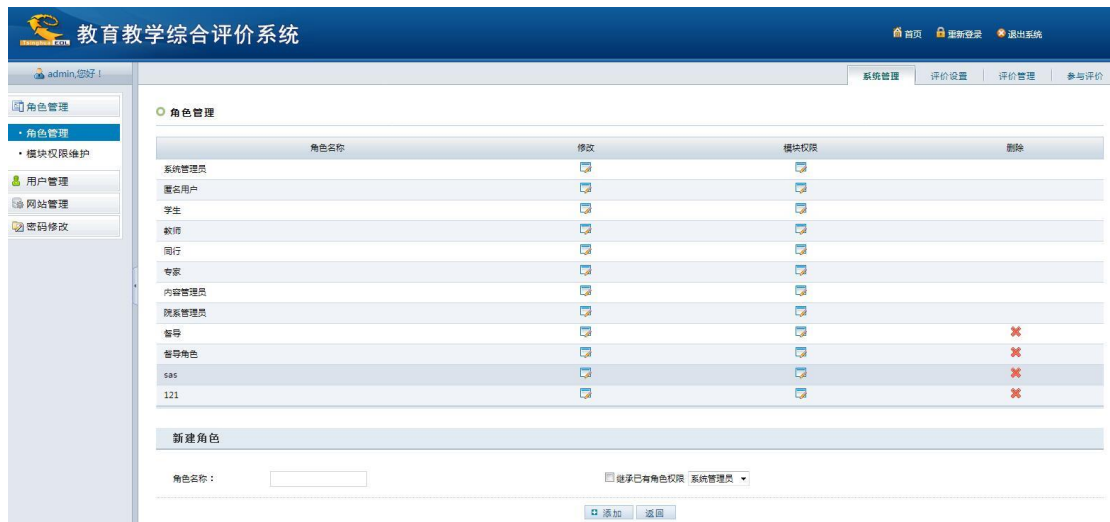 教育教学综合评价系统
首页 重新登录 退出系统
admin,您好！
系统管理 评价设置 评价管理 参与评价
角色管理
角色管理
模块权限维护
用户管理
网站管理
密码修改
角色管理
角色名称 修改 模块权限 删除
系统管理员
匿名用户
学生
教师
同行
专家
内容管理员
院系管理员
督导
督导角色
sas
121
新建角色
角色名称： 继承已有角色权限 系统管理员
添加 返回